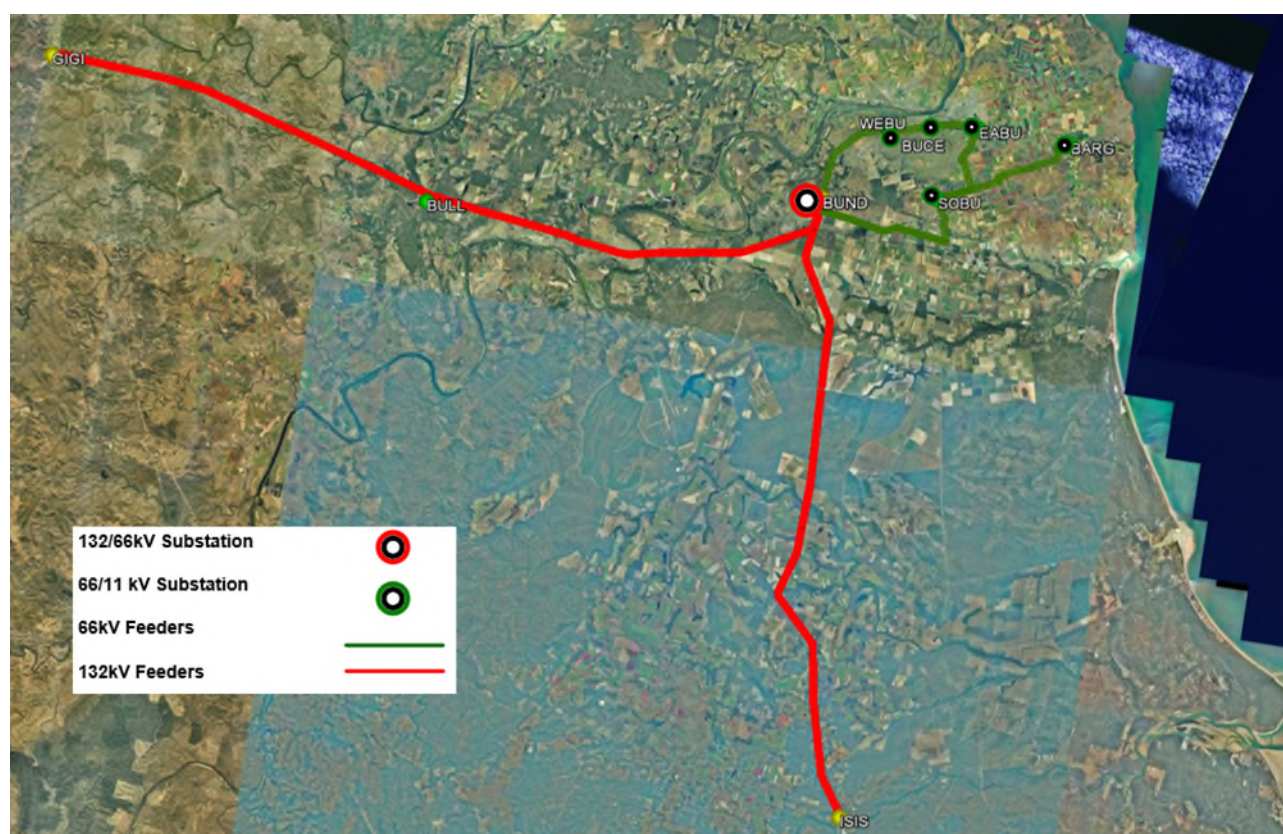 GIGI
WEBU
EABU
BUCE
BARG
BULL
BUND
SOBU
132/66kV Substation
66/11 kV Substation
66kV Feeders
132kV Feeders
ISIS